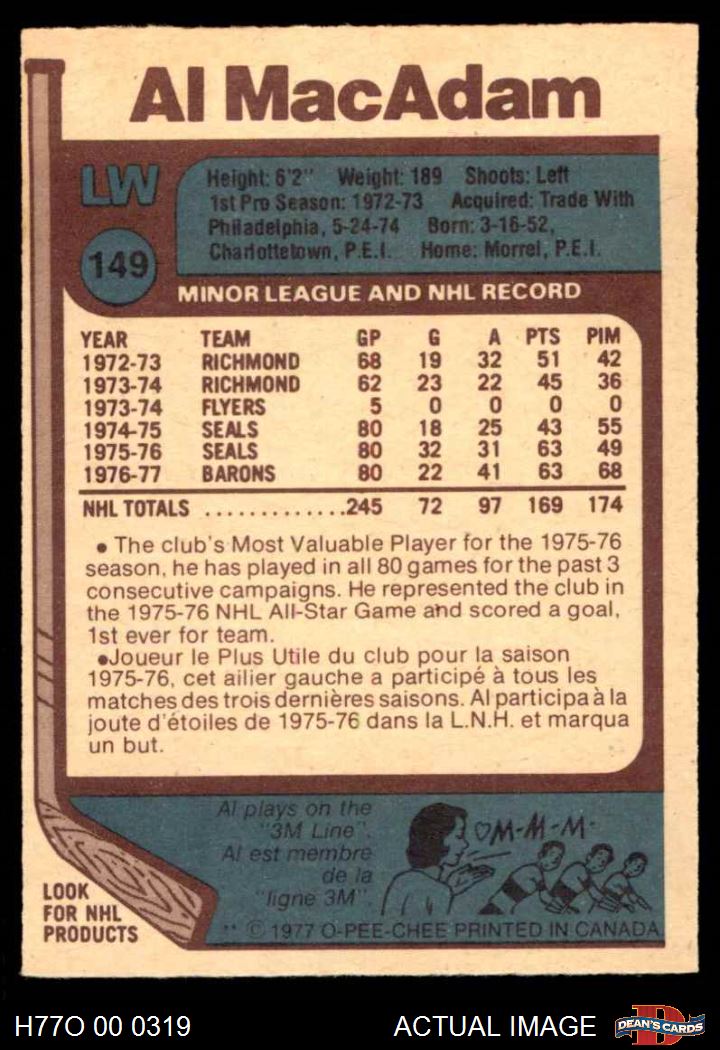 Al MacAdam
LW
149
Height: 6'2" Weight: 189 Shoots: Left
1st Pro Season: 1972-73 Acquired: Trade With
Philadelphia, 5-24-74 Born: 3-16-52,
Charlottetown, P.E.I. Home: Morrel, P.E.I.
MINOR LEAGUE AND NHL RECORD
YEAR TEAM GP G A PTS PIM
1972-73 RICHMOND 68 19 32 51 42
1973-74 RICHMOND 62 23 22 45 36
1973-74 FLYERS 5 0 0 0 0
1974-75 SEALS 80 18 25 43 55
1975-76 SEALS 80 32 31 63 49
1976-77 BARONS 80 22 41 63 68
NHL TOTALS .............245 72 97 169 174
• The club's Most Valuable Player for the 1975-76
season, he has played in all 80 games for the past 3
consecutive campaigns. He represented the club in
the 1975-76 NHL All-Star Game and scored a goal,
1st ever for team.
•Joueur le Plus Utile du club pour la saison
1975-76, cet ailier gauche a participé à tous les
matches des trois dernières saisons. Al participa à la
joute d'étoiles de 1975-76 dans la L.N.H. et marqua
un but.
Al plays on the
"3M Line".
Al est membre
de la
"ligne 3M".
M-M-M-
LOOK
FOR NHL
PRODUCTS
** © 1977 O-PEE-CHEE PRINTED IN CANADA
H77O 00 0319
ACTUAL IMAGE
D
DEAN'S CARDS